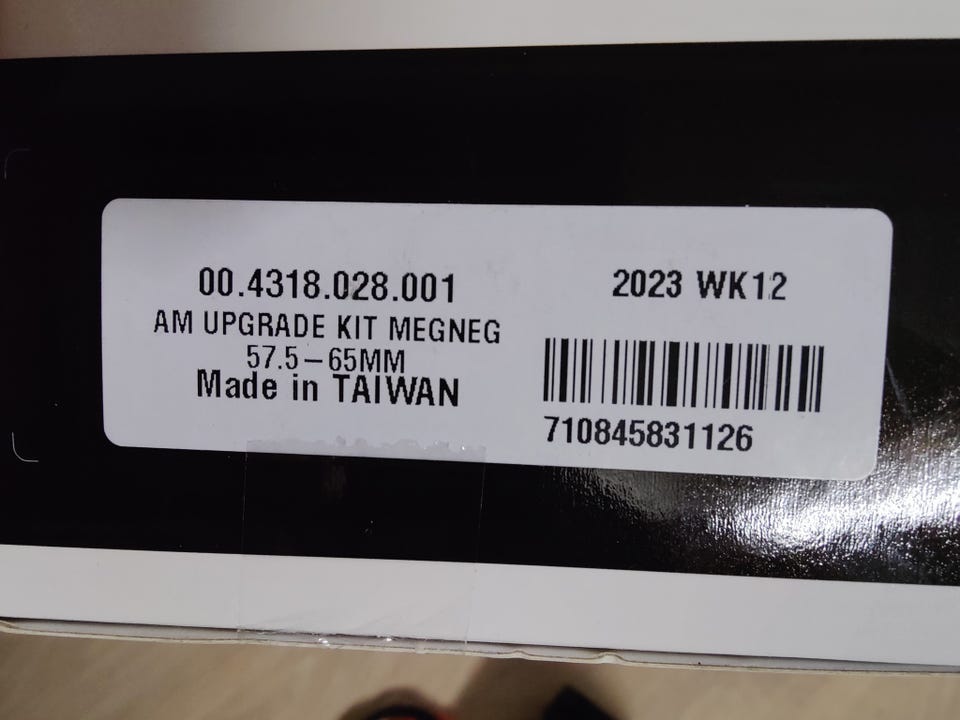 00.4318.028.001
AM UPGRADE KIT MEGNEG
57.5–65MM
Made in TAIWAN
2023 WK12
710845831126